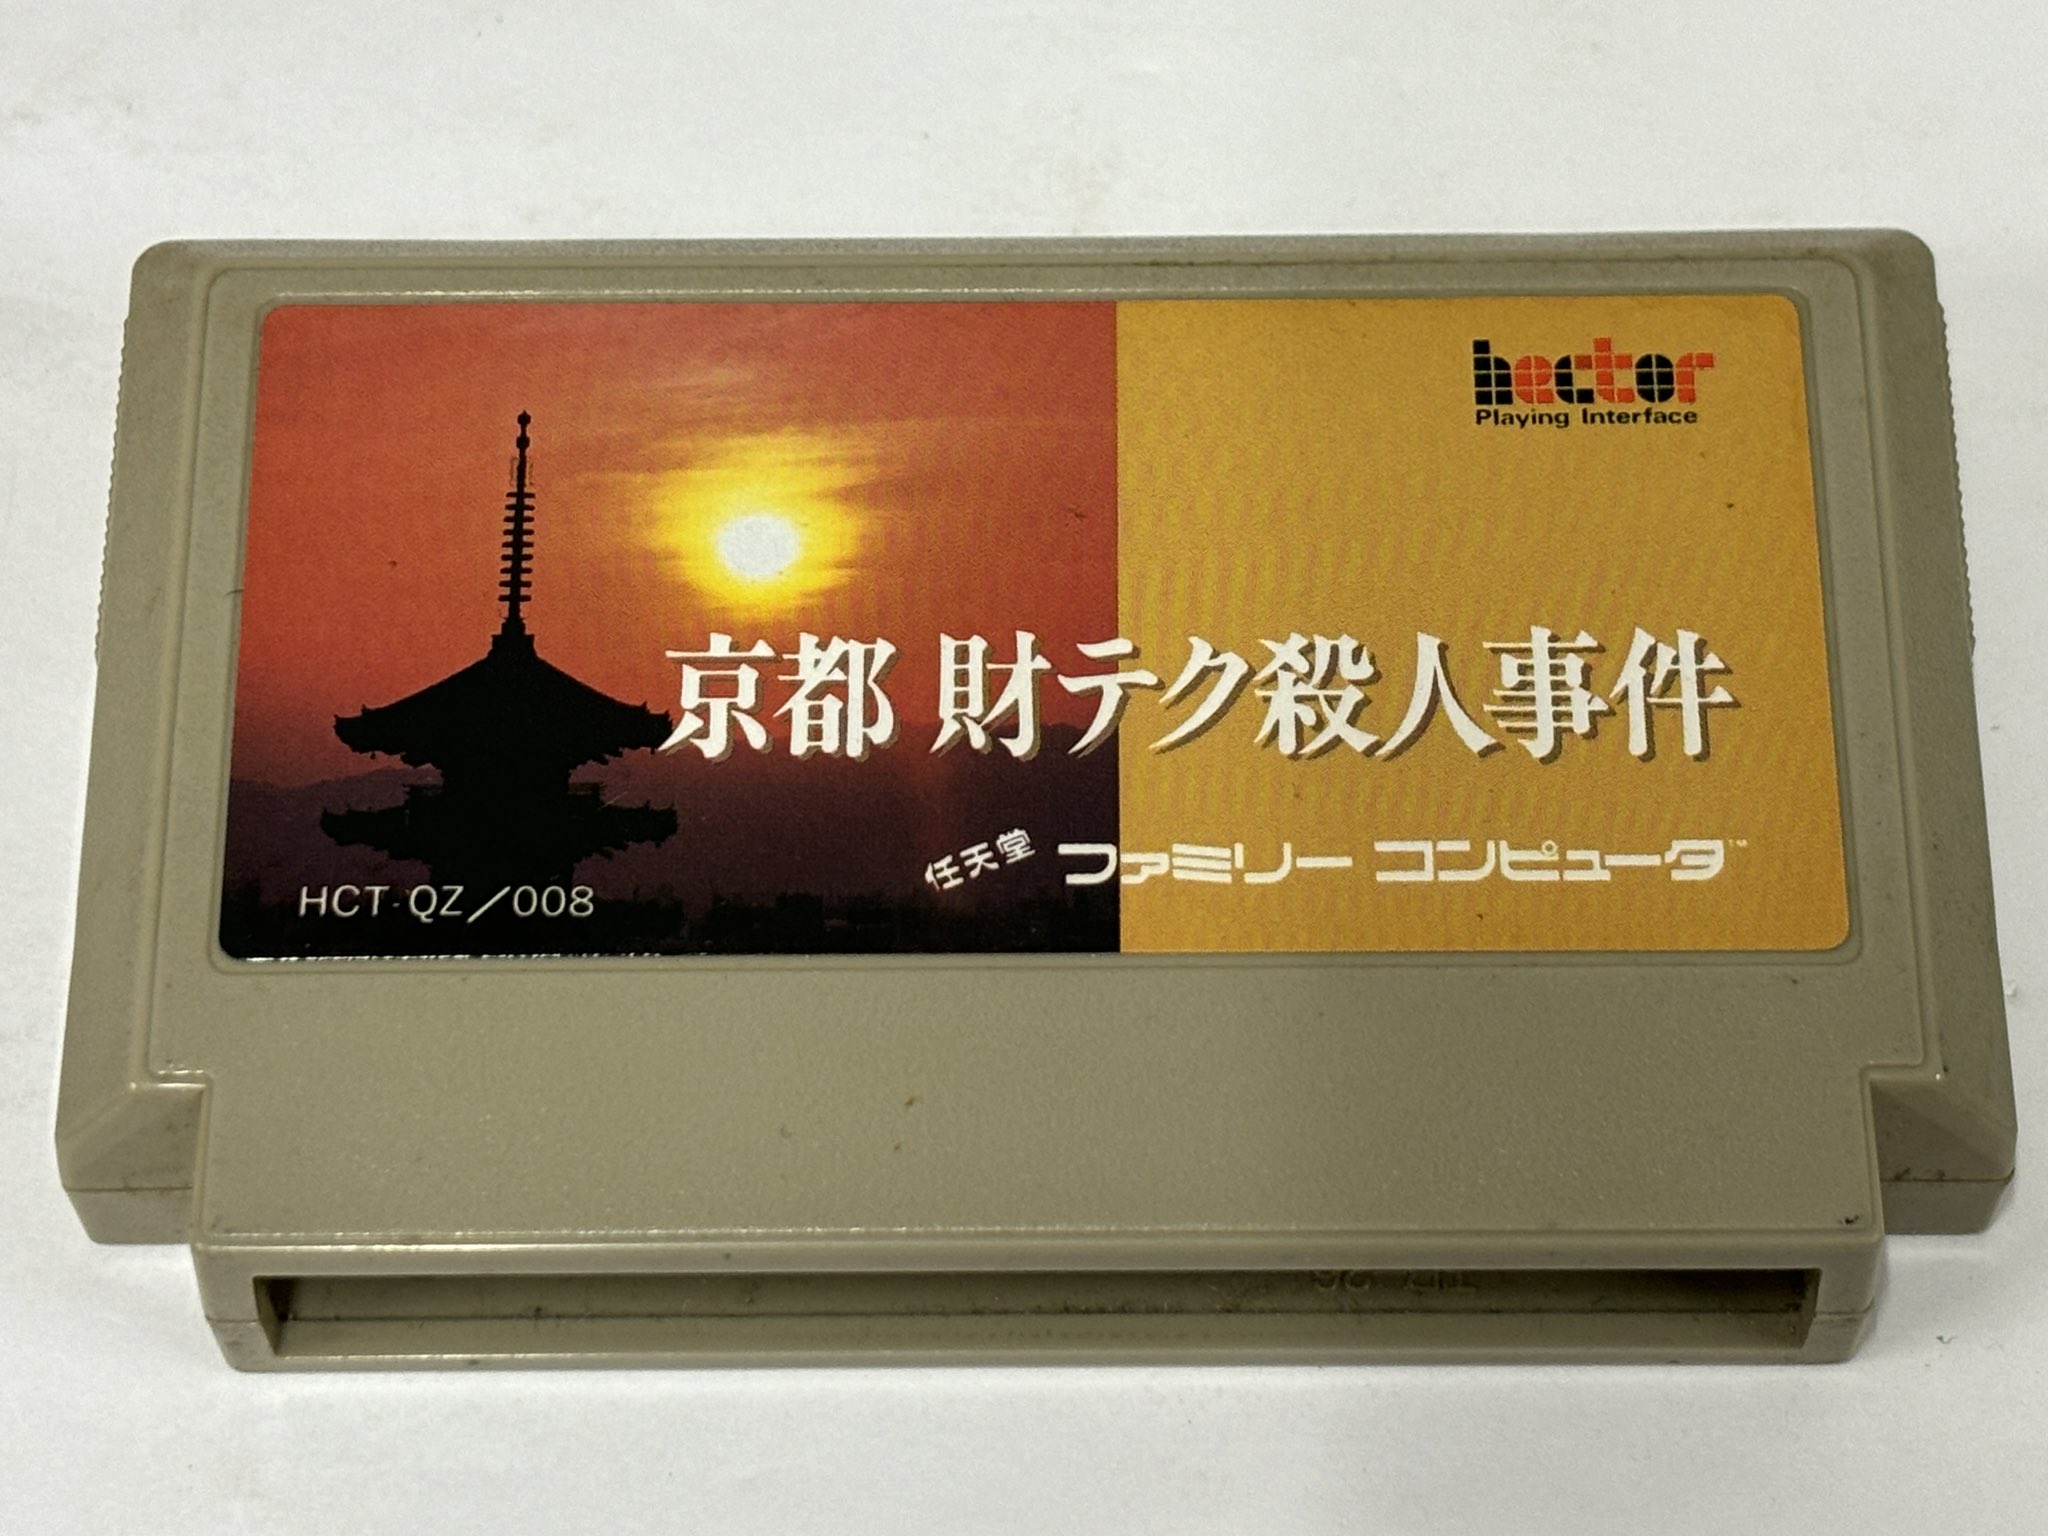 hector
Playing Interface
京都 財テク殺人事件
任天堂 ファミリー コンピュータ™
HCT-QZ/008